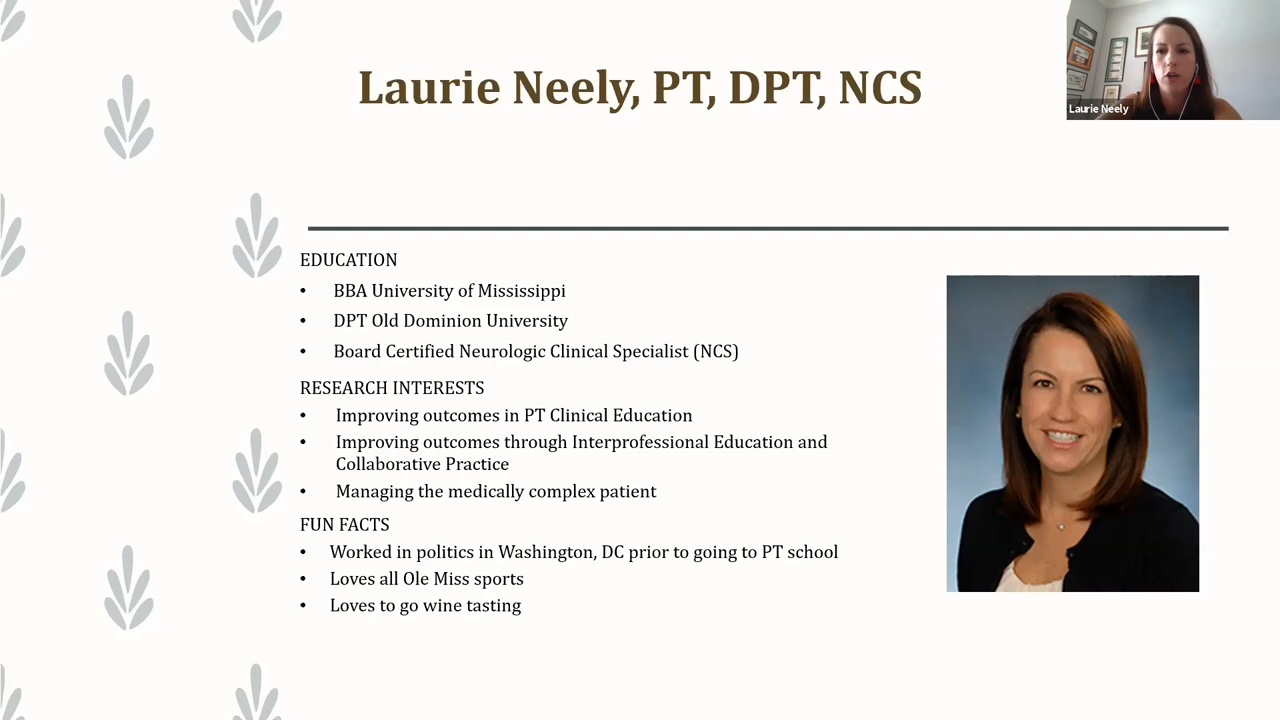 Laurie Neely, PT, DPT, NCS
Laurie Neely
EDUCATION
• BBA University of Mississippi
• DPT Old Dominion University
• Board Certified Neurologic Clinical Specialist (NCS)
RESEARCH INTERESTS
• Improving outcomes in PT Clinical Education
• Improving outcomes through Interprofessional Education and
Collaborative Practice
• Managing the medically complex patient
FUN FACTS
• Worked in politics in Washington, DC prior to going to PT school
• Loves all Ole Miss sports
• Loves to go wine tasting